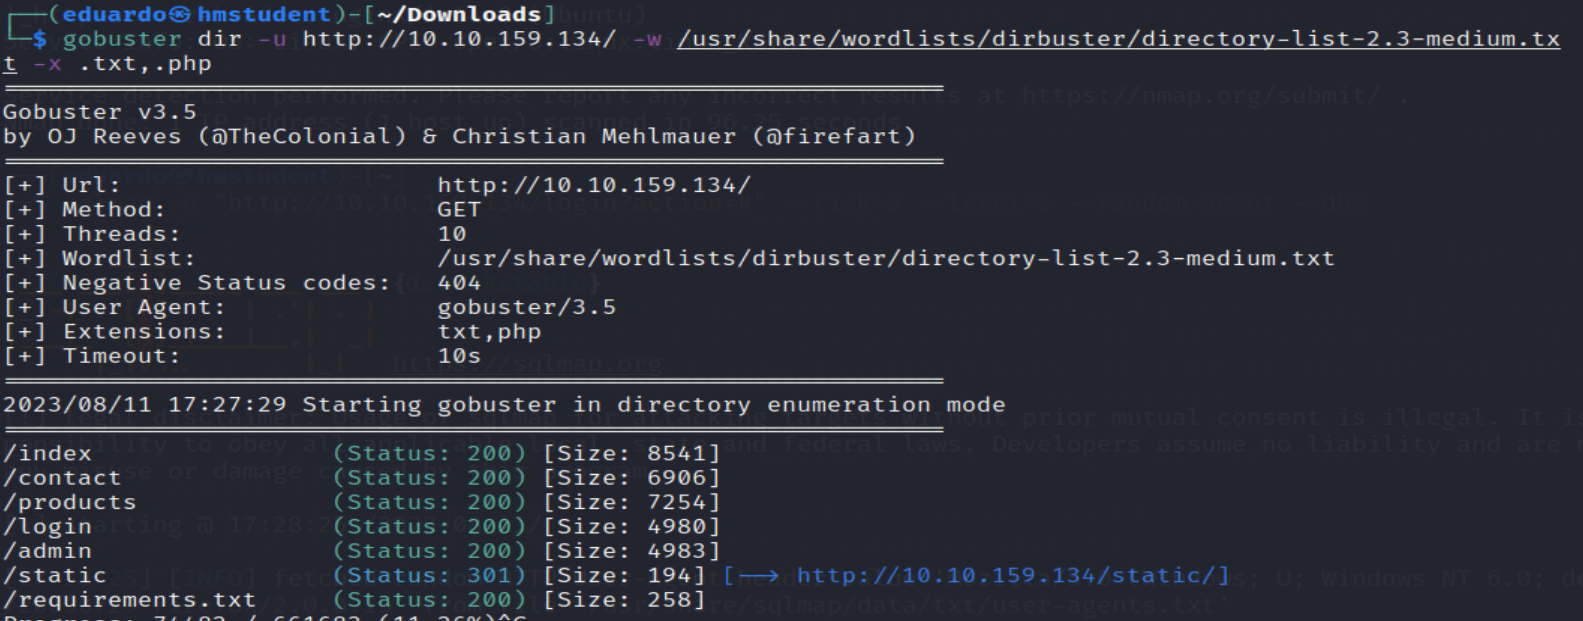 ┌──(eduardo㉿hmstudent)-[~/Downloads]
└─$ gobuster dir -u http://10.10.159.134/ -w /usr/share/wordlists/dirbuster/directory-list-2.3-medium.tx
t -x .txt,.php
Gobuster v3.5
by OJ Reeves (@TheColonial) & Christian Mehlmauer (@firefart)
[+] Url: http://10.10.159.134/
[+] Method: GET
[+] Threads: 10
[+] Wordlist: /usr/share/wordlists/dirbuster/directory-list-2.3-medium.txt
[+] Negative Status codes: 404
[+] User Agent: gobuster/3.5
[+] Extensions: txt,php
[+] Timeout: 10s
2023/08/11 17:27:29 Starting gobuster in directory enumeration mode
/index (Status: 200) [Size: 8541]
/contact (Status: 200) [Size: 6906]
/products (Status: 200) [Size: 7254]
/login (Status: 200) [Size: 4980]
/admin (Status: 200) [Size: 4983]
/static (Status: 301) [Size: 194] [--> http://10.10.159.134/static/]
/requirements.txt (Status: 200) [Size: 258]